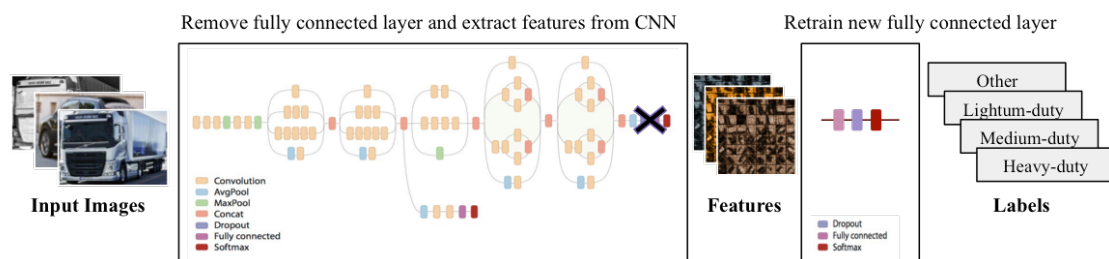 Remove fully connected layer and extract features from CNN
Retrain new fully connected layer
Other
Lightum-duty
Medium-duty
Heavy-duty
Convolution
AvgPool
MaxPool
Concat
Dropout
Fully connected
Softmax
Dropout
Fully connected
Softmax
Input Images
Features
Labels